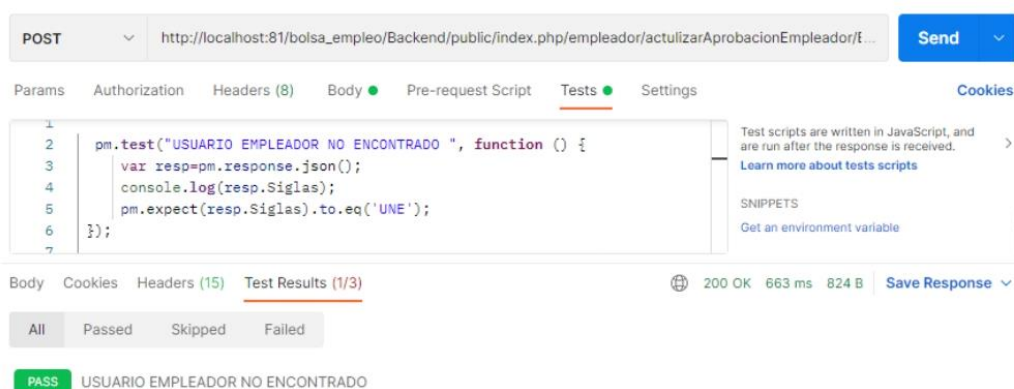 POST http://localhost:81/bolsa_empleo/Backend/public/index.php/empleador/actulizarAprobacionEmpleador/E... Send
Params Authorization Headers (8) Body Pre-request Script Tests Settings Cookies
1
2 pm.test("USUARIO EMPLEADOR NO ENCONTRADO ", function () {
3 var resp=pm.response.json();
4 console.log(resp.Siglas);
5 pm.expect(resp.Siglas).to.eq('UNE');
6 });
7
Test scripts are written in JavaScript, and
are run after the response is received.
Learn more about tests scripts
SNIPPETS
Get an environment variable
Body Cookies Headers (15) Test Results (1/3) 200 OK 663 ms 824 B Save Response
All Passed Skipped Failed
PASS USUARIO EMPLEADOR NO ENCONTRADO